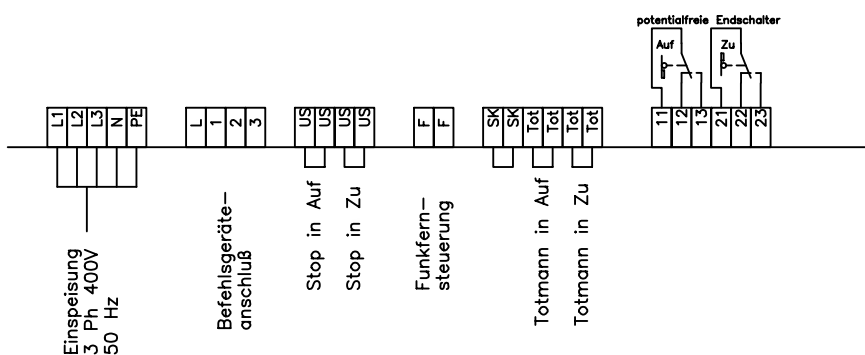 potentialfreie Endschalter
Auf
Zu
L1 L2 L3 N PE
L 1 2 3
US US US US
F F
SK SK Tot Tot Tot Tot
11 12 13 21 22 23
Einspeisung
3 Ph 400V
50 Hz
Befehlsgeräte-
anschluß
Stop in Auf
Stop in Zu
Funkfern-
steuerung
Totmann in Auf
Totmann in Zu